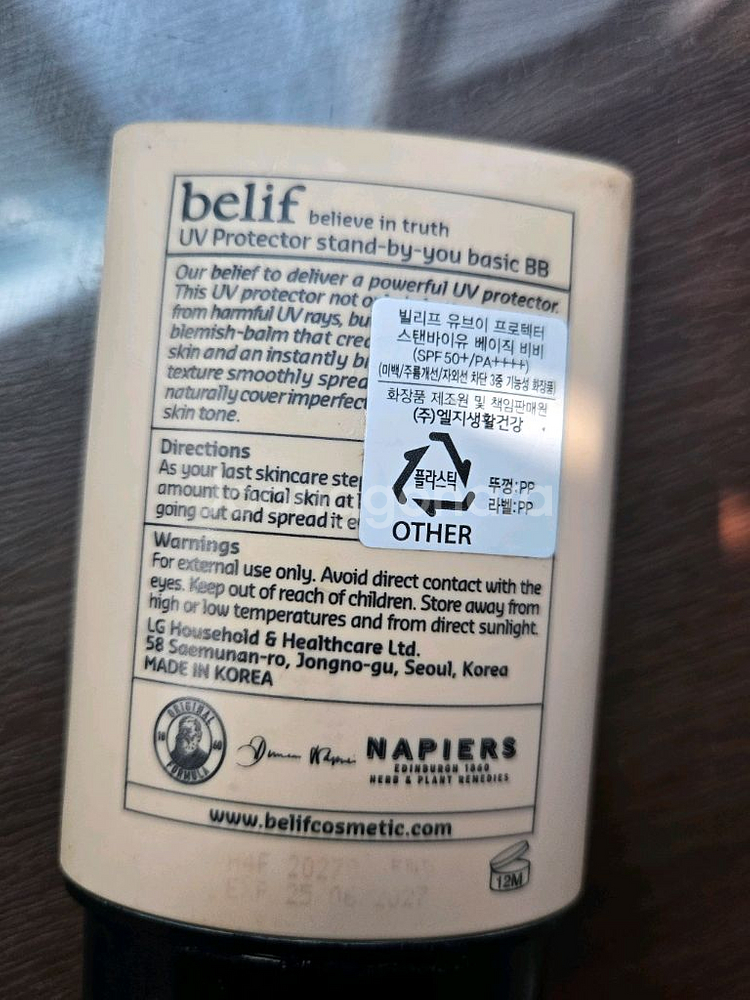 belif believe in truth
UV Protector stand-by-you basic BB
Our belief to deliver a powerful UV protector.
This UV protector not
from harmful UV rays,
blemish-balm that
skin and an instantly
texture smoothly
naturally cover
skin tone.
빌리프 유브이 프로텍터
스탠바이유 베이직 비비
(SPF 50+/PA++++)
(미백/주름개선/자외선 차단 3중 기능성 화장품)
화장품 제조원 및 책임판매원
(주)엘지생활건강
플라스틱
뚜껑:PP
라벨:PP
OTHER
Directions
As your last skincare
amount to facial skin at
going out and spread it
Warnings
For external use only. Avoid direct contact with the
eyes. Keep out of reach of children. Store away from
high or low temperatures and from direct sunlight.
LG Household & Healthcare Ltd.
58 Saemunan-ro, Jongno-gu, Seoul, Korea
MADE IN KOREA
ORIGINAL
18 60
FORMULA
NAPIERS
EDINBURGH 1860
HERB & PLANT REMEDIES
www.belifcosmetic.com
12M